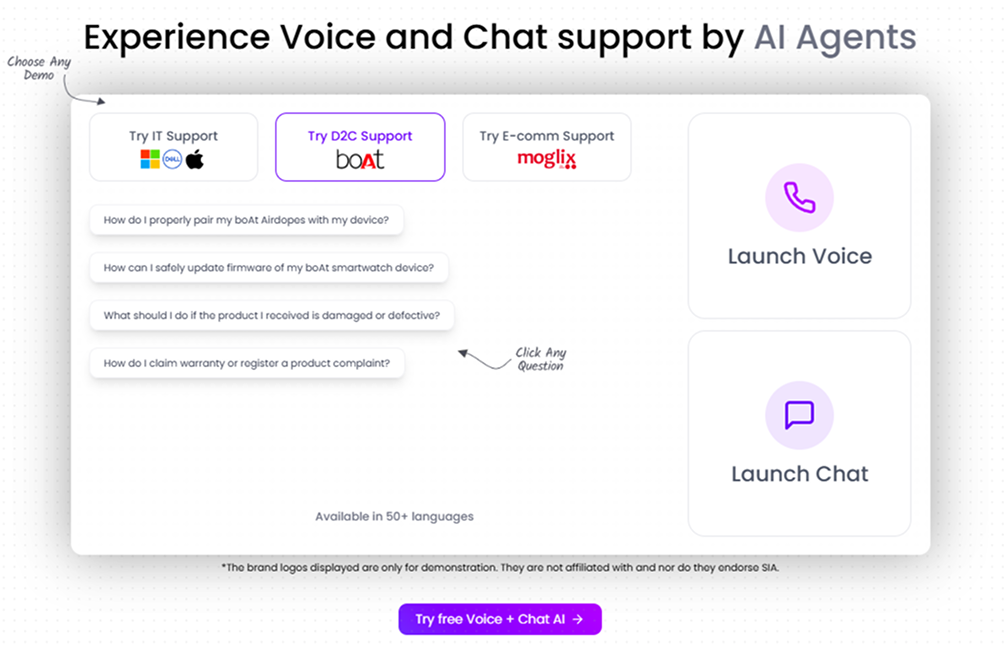 Experience Voice and Chat support by AI Agents
Choose Any
Demo
Try IT Support
DELL
Try D2C Support
boAt
Try E-comm Support
moglix
How do I properly pair my boAt Airdopes with my device?
How can I safely update firmware of my boAt smartwatch device?
What should I do if the product I received is damaged or defective?
How do I claim warranty or register a product complaint?
Click Any
Question
Available in 50+ languages
Launch Voice
Launch Chat
*The brand logos displayed are only for demonstration. They are not affiliated with and nor do they endorse SIA.
Try free Voice + Chat AI →